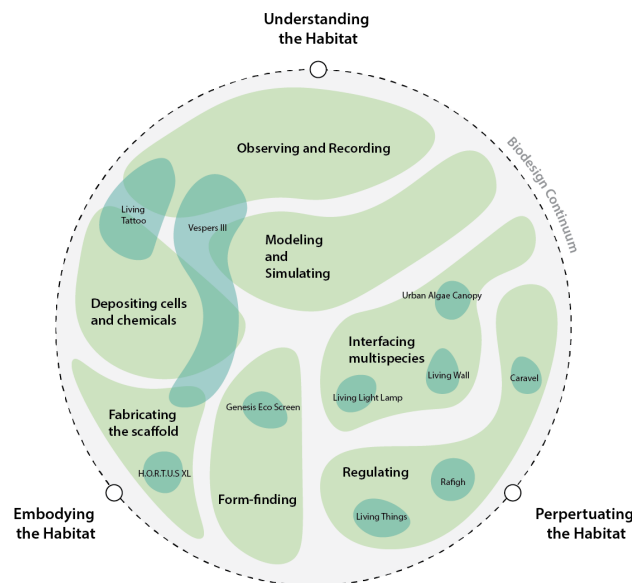 Understanding
the Habitat
Biodesign Continuum
Observing and Recording
Living
Tattoo
Vespers III
Modeling
and
Simulating
Urban Algae Canopy
Depositing cells
and chemicals
Interfacing
multispecies
Living Wall
Caravel
Living Light Lamp
Genesis Eco Screen
Fabricating
the scaffold
H.O.R.T.U.S XL
Regulating
Rafigh
Form-finding
Living Things
Embodying
the Habitat
Perpertuating
the Habitat